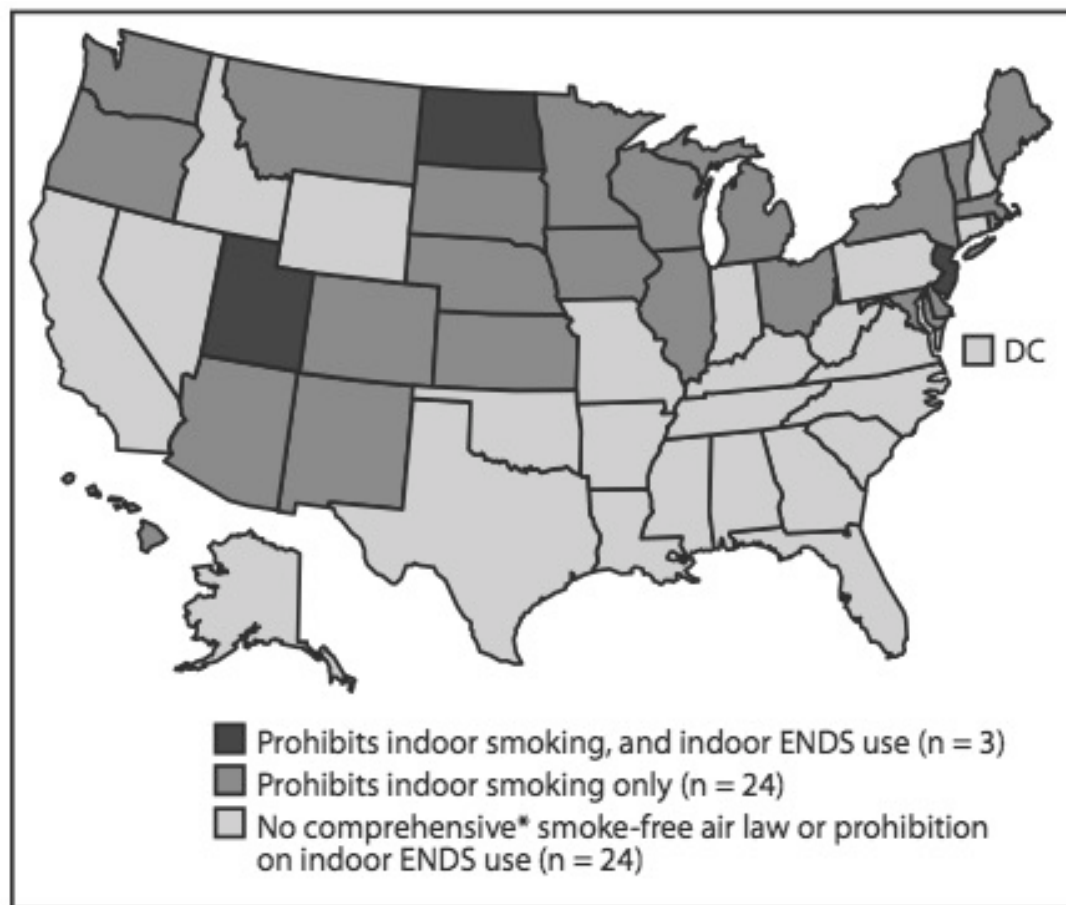 DC
Prohibits indoor smoking, and indoor ENDS use (n = 3)
Prohibits indoor smoking only (n = 24)
No comprehensive* smoke-free air law or prohibition
on indoor ENDS use (n = 24)